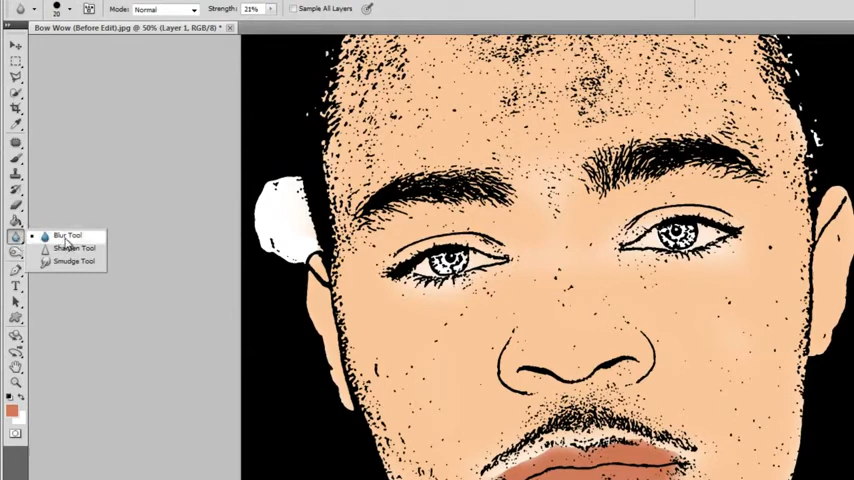 20 Mode: Normal Strength: 21% Sample All Layers
Bow Wow (Before Edit).jpg @ 50% (Layer 1, RGB/8) * x
Blur Tool
Sharpen Tool
Smudge Tool
T